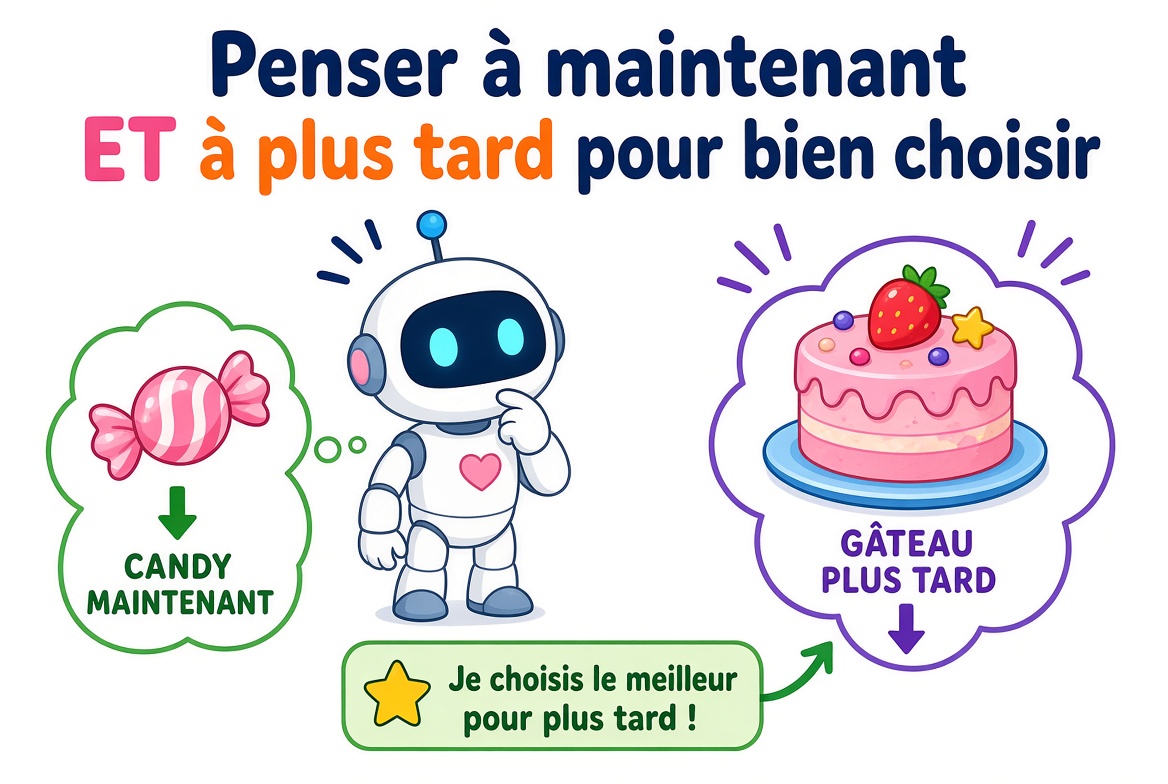 Penser à maintenant
ET à plus tard pour bien choisir
CANDY
MAINTENANT
GÂTEAU
PLUS TARD
Je choisis le meilleur
pour plus tard !